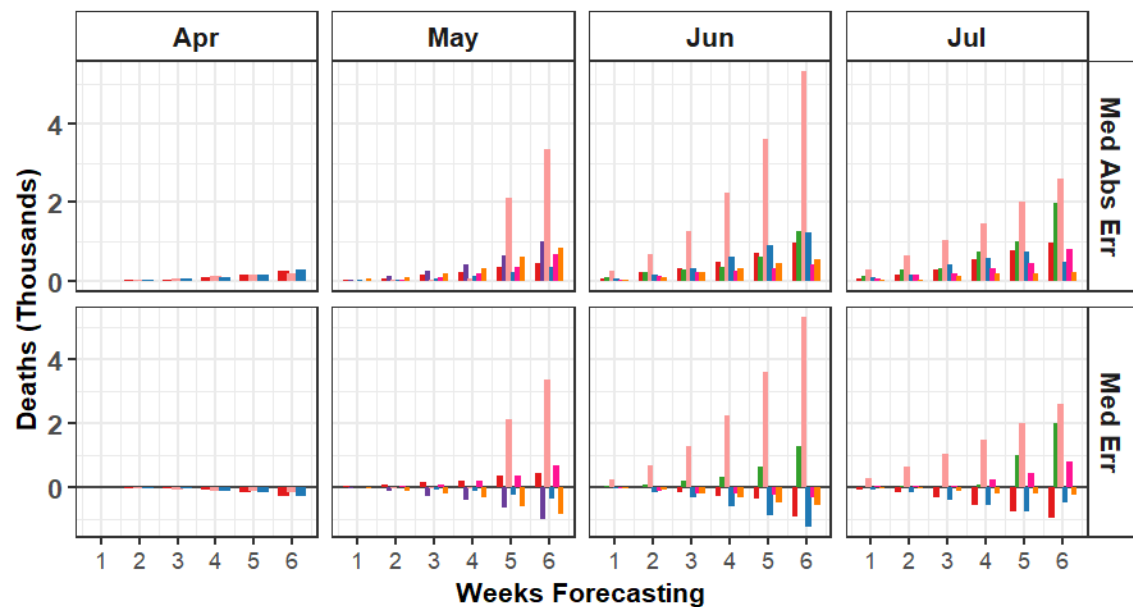 Apr May Jun Jul
Deaths (Thousands)
4
2
0
Med Abs Err
4
2
0
Med Err
1 2 3 4 5 6 1 2 3 4 5 6 1 2 3 4 5 6 1 2 3 4 5 6
Weeks Forecasting